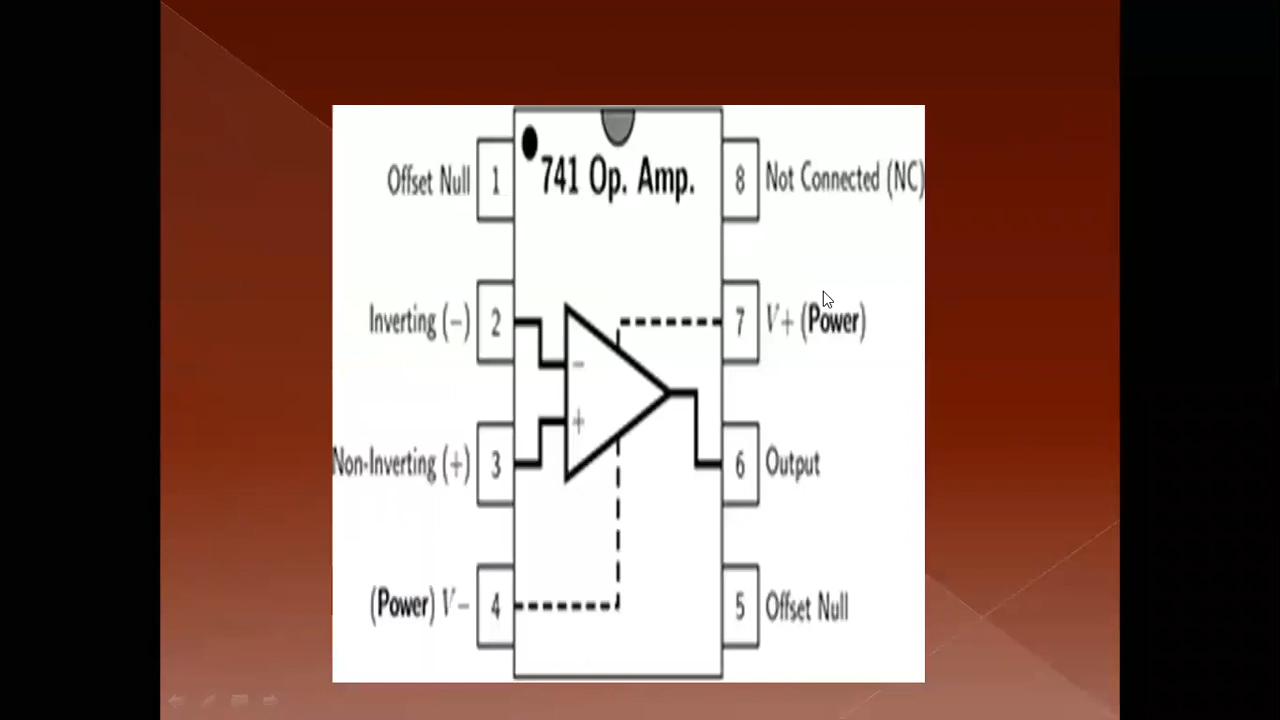 741 Op. Amp.
Offset Null 1
8 Not Connected (NC)
Inverting (−) 2
7 V+ (Power)
−
+
Non-Inverting (+) 3
6 Output
(Power) V− 4
5 Offset Null